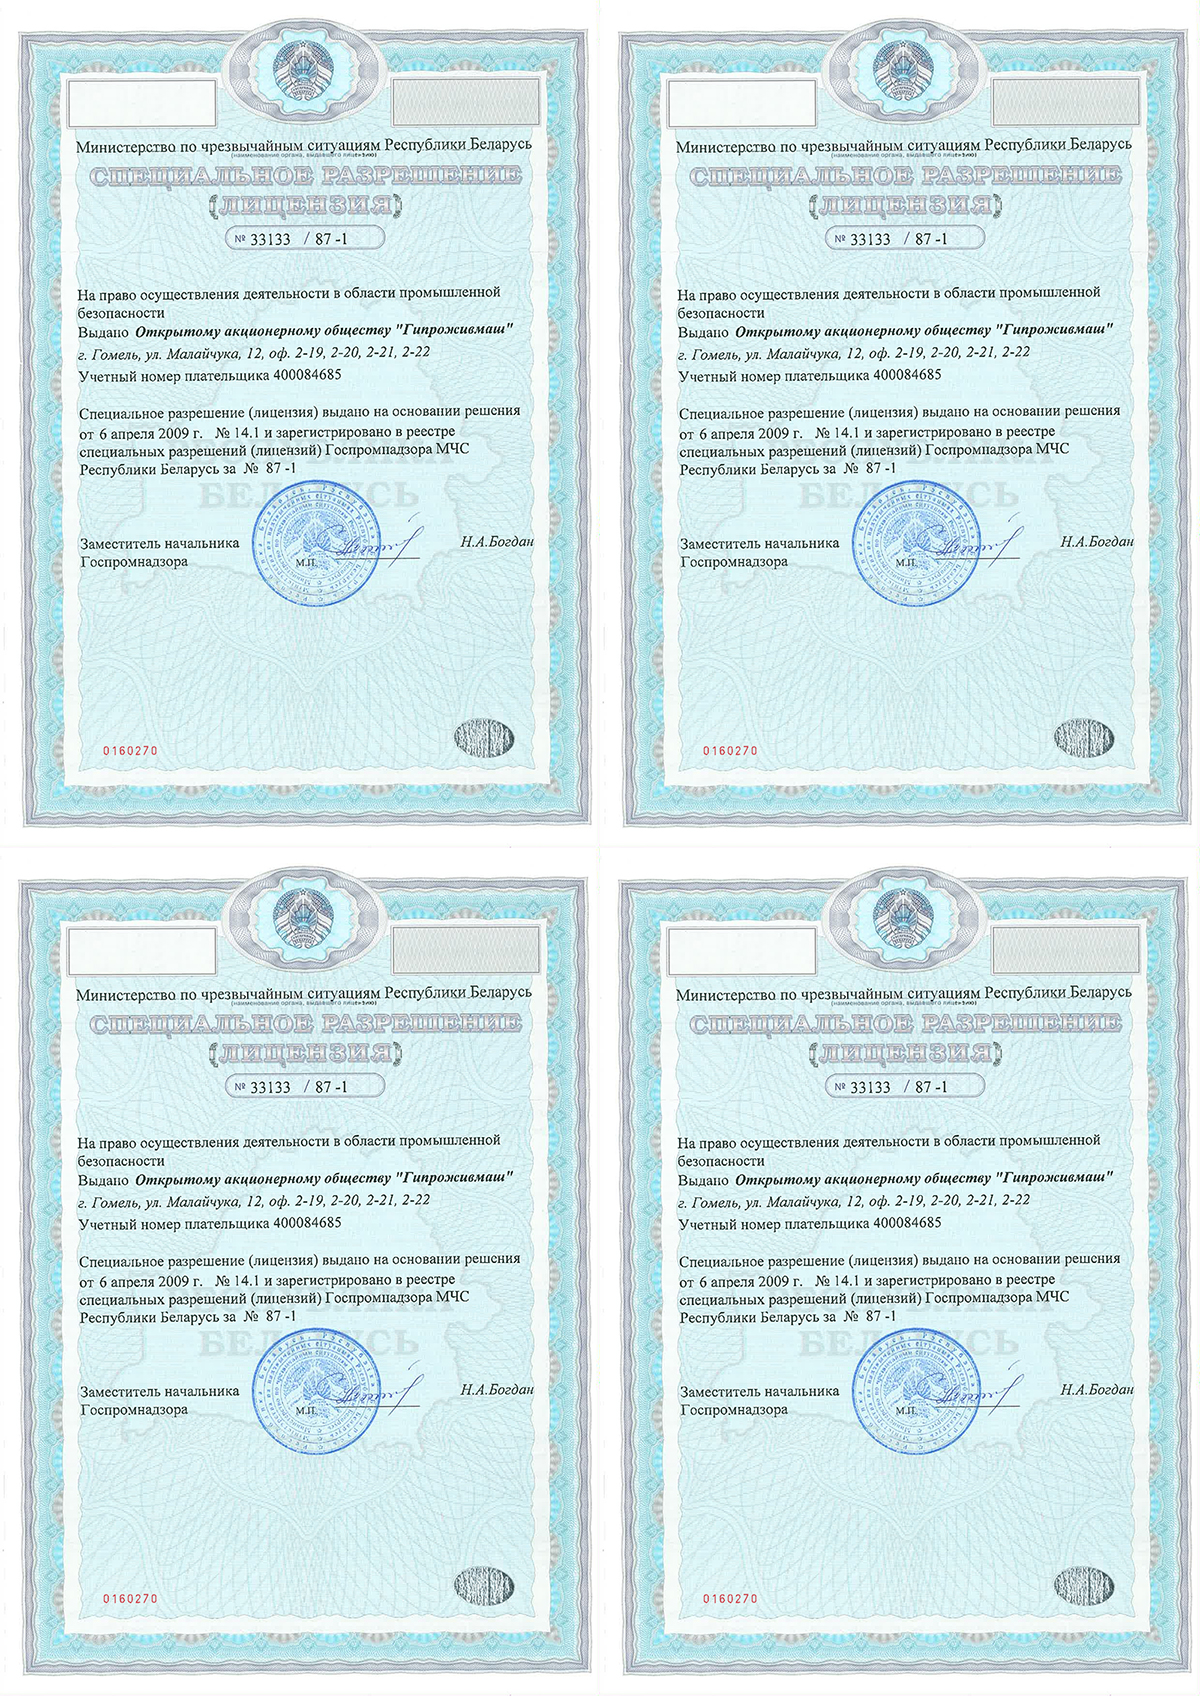 Министерство по чрезвычайным ситуациям Республики Беларусь
(наименование органа, выдавшего лицензию)
СПЕЦИАЛЬНОЕ РАЗРЕШЕНИЕ
(ЛИЦЕНЗИЯ)
№ 33133 / 87 -1
На право осуществления деятельности в области промышленной
безопасности
Выдано Открытому акционерному обществу "Гипроживмаш"
г. Гомель, ул. Малайчука, 12, оф. 2-19, 2-20, 2-21, 2-22
Учетный номер плательщика 400084685
Специальное разрешение (лицензия) выдано на основании решения
от 6 апреля 2009 г. № 14.1 и зарегистрировано в реестре
специальных разрешений (лицензий) Госпромнадзора МЧС
Республики Беларусь за № 87 -1
БЕЛАРУСЬ
Заместитель начальника
Госпромнадзора
М.П.
Н.А.Богдан
0160270
Министерство по чрезвычайным ситуациям Республики Беларусь
(наименование органа, выдавшего лицензию)
СПЕЦИАЛЬНОЕ РАЗРЕШЕНИЕ
(ЛИЦЕНЗИЯ)
№ 33133 / 87 -1
На право осуществления деятельности в области промышленной
безопасности
Выдано Открытому акционерному обществу "Гипроживмаш"
г. Гомель, ул. Малайчука, 12, оф. 2-19, 2-20, 2-21, 2-22
Учетный номер плательщика 400084685
Специальное разрешение (лицензия) выдано на основании решения
от 6 апреля 2009 г. № 14.1 и зарегистрировано в реестре
специальных разрешений (лицензий) Госпромнадзора МЧС
Республики Беларусь за № 87 -1
БЕЛАРУСЬ
Заместитель начальника
Госпромнадзора
М.П.
Н.А.Богдан
0160270
Министерство по чрезвычайным ситуациям Республики Беларусь
(наименование органа, выдавшего лицензию)
СПЕЦИАЛЬНОЕ РАЗРЕШЕНИЕ
(ЛИЦЕНЗИЯ)
№ 33133 / 87 -1
На право осуществления деятельности в области промышленной
безопасности
Выдано Открытому акционерному обществу "Гипроживмаш"
г. Гомель, ул. Малайчука, 12, оф. 2-19, 2-20, 2-21, 2-22
Учетный номер плательщика 400084685
Специальное разрешение (лицензия) выдано на основании решения
от 6 апреля 2009 г. № 14.1 и зарегистрировано в реестре
специальных разрешений (лицензий) Госпромнадзора МЧС
Республики Беларусь за № 87 -1
БЕЛАРУСЬ
Заместитель начальника
Госпромнадзора
М.П.
Н.А.Богдан
0160270
Министерство по чрезвычайным ситуациям Республики Беларусь
(наименование органа, выдавшего лицензию)
СПЕЦИАЛЬНОЕ РАЗРЕШЕНИЕ
(ЛИЦЕНЗИЯ)
№ 33133 / 87 -1
На право осуществления деятельности в области промышленной
безопасности
Выдано Открытому акционерному обществу "Гипроживмаш"
г. Гомель, ул. Малайчука, 12, оф. 2-19, 2-20, 2-21, 2-22
Учетный номер плательщика 400084685
Специальное разрешение (лицензия) выдано на основании решения
от 6 апреля 2009 г. № 14.1 и зарегистрировано в реестре
специальных разрешений (лицензий) Госпромнадзора МЧС
Республики Беларусь за № 87 -1
БЕЛАРУСЬ
Заместитель начальника
Госпромнадзора
М.П.
Н.А.Богдан
0160270